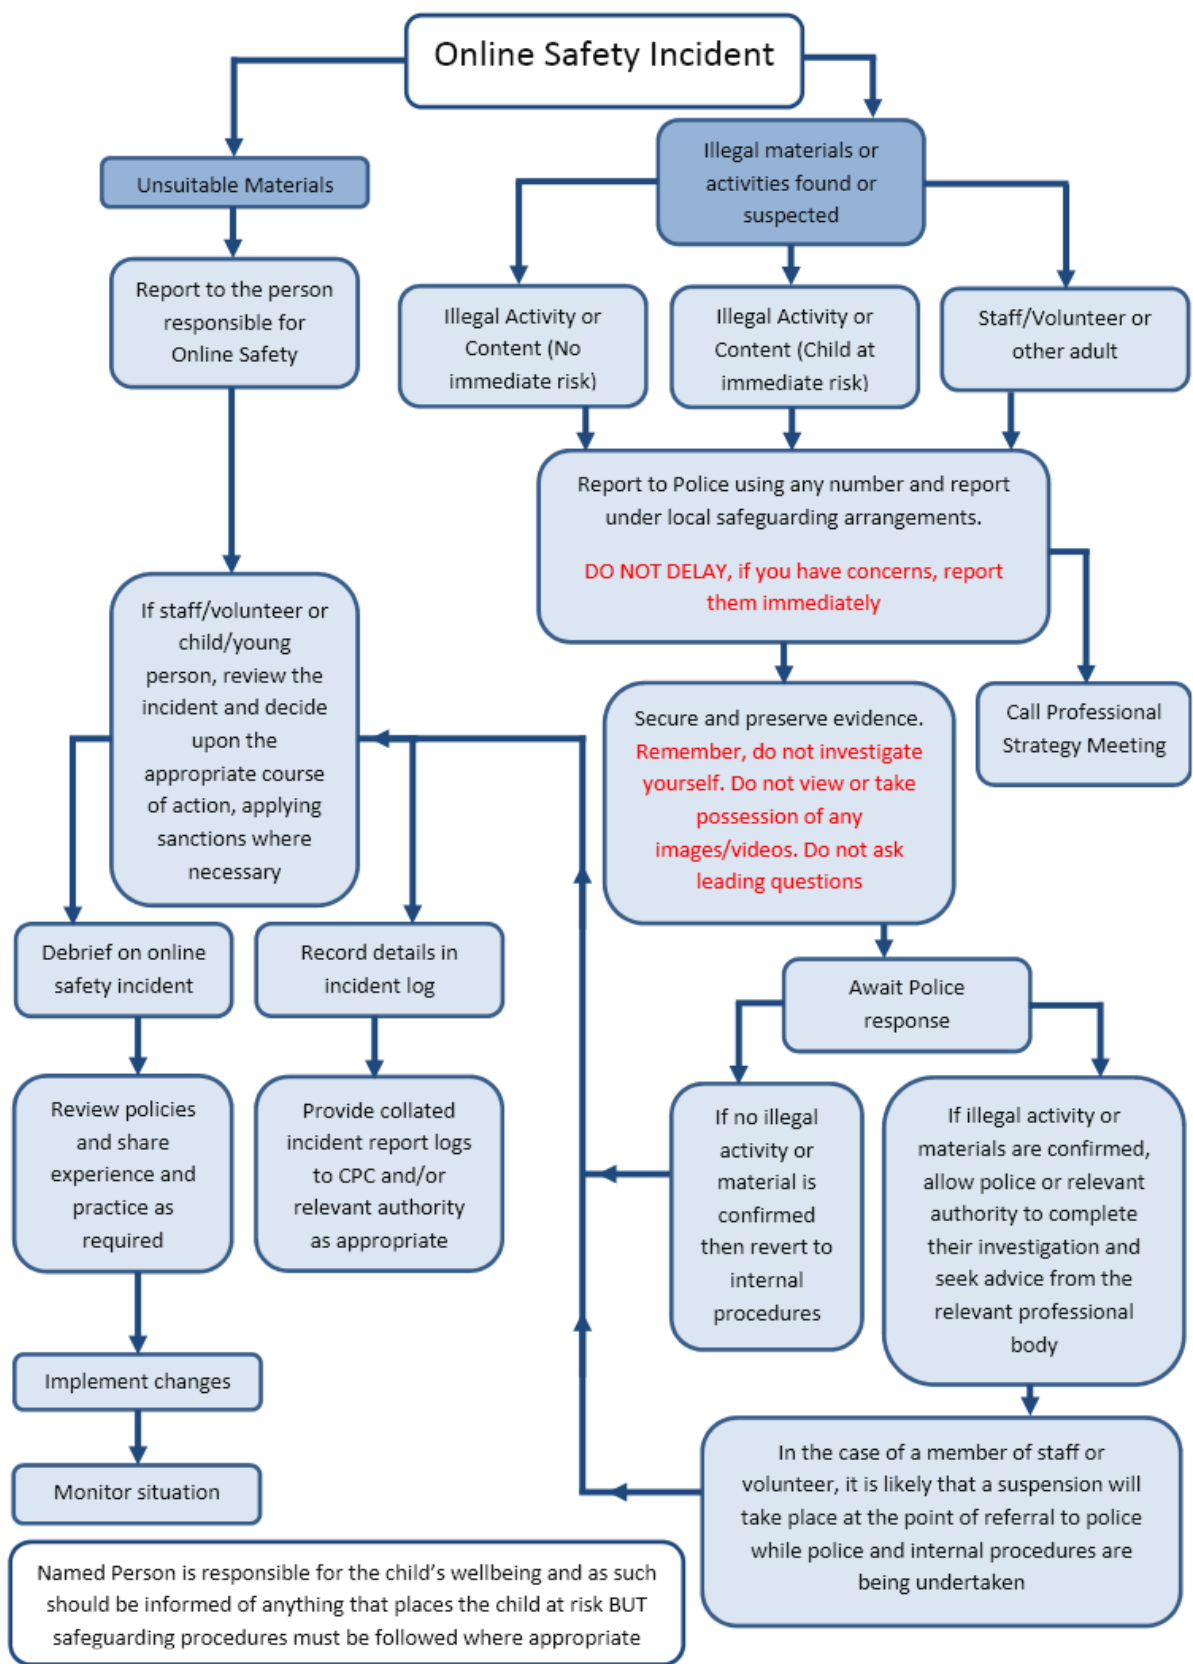 Online Safety Incident
Unsuitable Materials
Illegal materials or
activities found or
suspected
Report to the person
responsible for
Online Safety
Illegal Activity or
Content (No
immediate risk)
Illegal Activity or
Content (Child at
immediate risk)
Staff/Volunteer or
other adult
Report to Police using any number and report
under local safeguarding arrangements.
DO NOT DELAY, if you have concerns, report
them immediately
If staff/volunteer or
child/young
person, review the
incident and decide
upon the
appropriate course
of action, applying
sanctions where
necessary
Secure and preserve evidence.
Remember, do not investigate
yourself. Do not view or take
possession of any
images/videos. Do not ask
leading questions
Call Professional
Strategy Meeting
Debrief on online
safety incident
Record details in
incident log
Await Police
response
Review policies
and share
experience and
practice as
required
Provide collated
incident report logs
to CPC and/or
relevant authority
as appropriate
If no illegal
activity or
material is
confirmed
then revert to
internal
procedures
If illegal activity or
materials are confirmed,
allow police or relevant
authority to complete
their investigation and
seek advice from the
relevant professional
body
Implement changes
Monitor situation
In the case of a member of staff or
volunteer, it is likely that a suspension will
take place at the point of referral to police
while police and internal procedures are
being undertaken
Named Person is responsible for the child’s wellbeing and as such
should be informed of anything that places the child at risk BUT
safeguarding procedures must be followed where appropriate